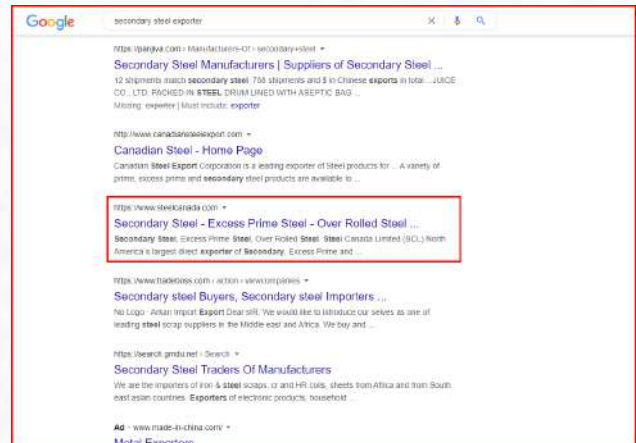 Google
secondary steel exporter
https://panjiva.com › Manufacturers-Of › secondary+steel
Secondary Steel Manufacturers | Suppliers of Secondary Steel ...
12 shipments match secondary steel. 768 shipments and $ in Chinese exports in total. ...JUICE
CO., LTD. PACKED IN STEEL DRUM LINED WITH ASEPTIC BAG ...
Missing: exporter | Must include: exporter
http://www.canadiansteelexport.com
Canadian Steel - Home Page
Canadian Steel Export Corporation is a leading exporter of Steel products for ... A variety of
prime, excess prime and secondary steel products are available to ...
https://www.steelcanada.com
Secondary Steel - Excess Prime Steel - Over Rolled Steel ...
Secondary Steel, Excess Prime Steel, Over Rolled Steel. Steel Canada Limited (SCL) North
America's largest direct exporter of Secondary, Excess Prime and ...
https://www.tradeboss.com › action › viewcompanies
Secondary steel Buyers, Secondary steel Importers ...
No Logo · Arkan Import Export Dear sIR. We would like to introduce our selves as one of
leading steel scrap suppliers in the Middle east and Africa. We buy and ...
https://search.gmdu.net › Search
Secondary Steel Traders Of Manufacturers
We are the importers of iron & steel scraps, cr and HR coils, sheets from Africa and from South
east asian countries. Exporters of electronic products, household ...
Ad · www.made-in-china.com/
Metal Exporters